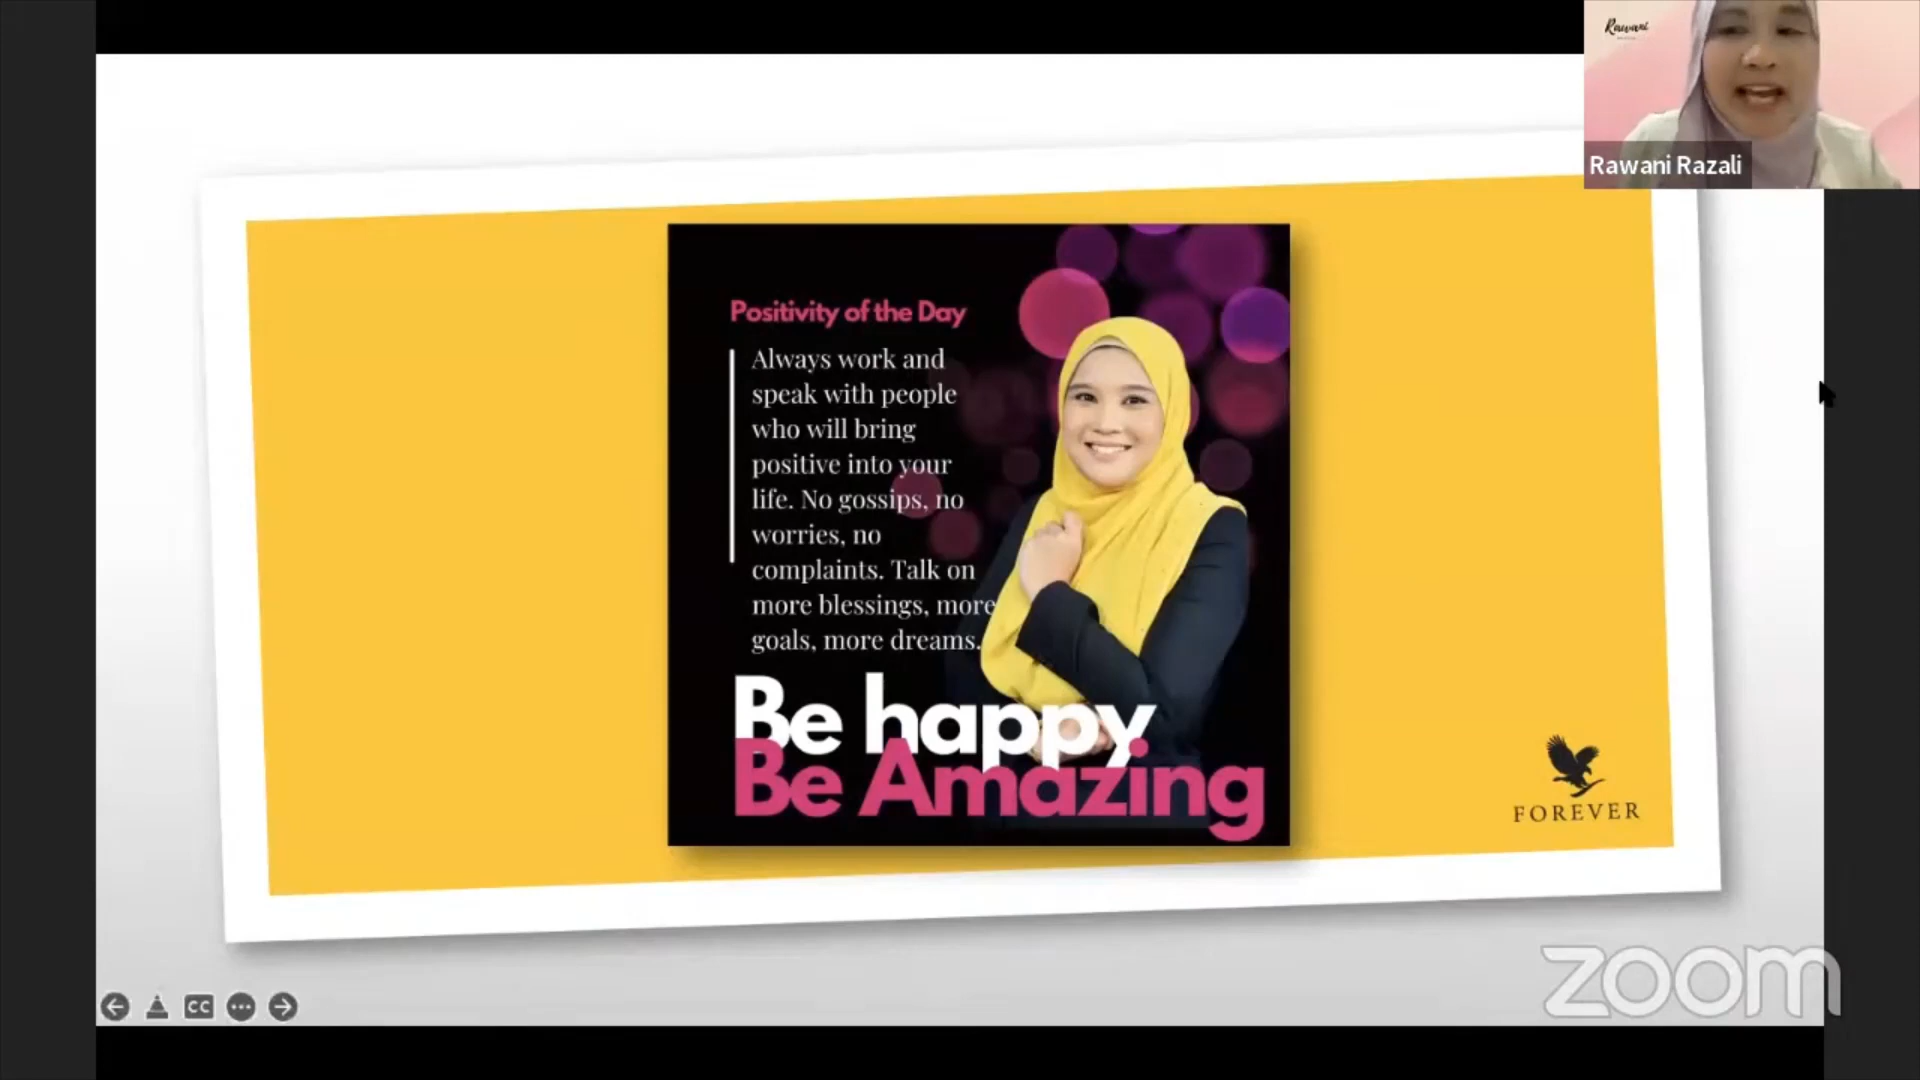 Rawani
Rawani Razali
Positivity of the Day
Always work and
speak with people
who will bring
positive into your
life. No gossips, no
worries, no
complaints. Talk on
more blessings, more
goals, more dreams.
Be happy
Be Amazing
FOREVER
CC
zoom